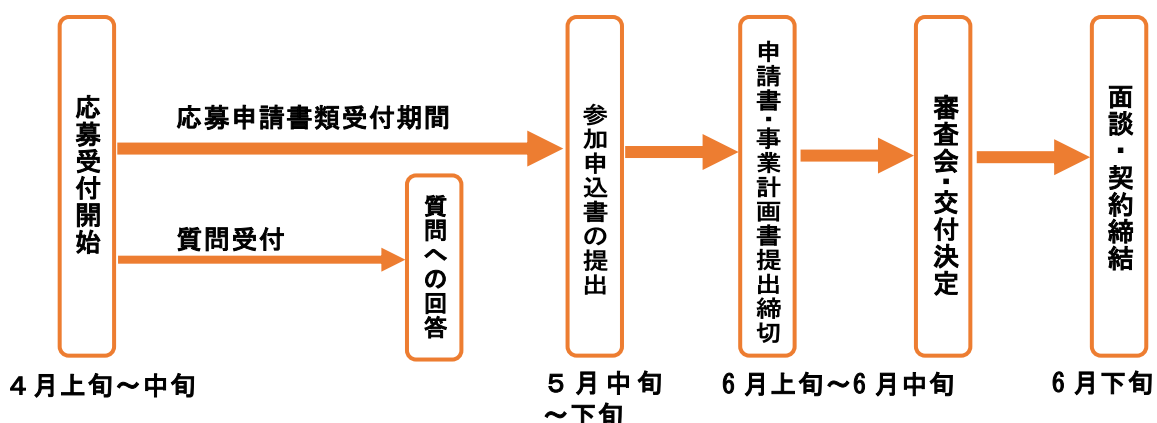 応募受付開始
応募申請書類受付期間
質問受付
質問への回答
参加申込書の提出
申請書・事業計画書提出締切
審査会・交付決定
面談・契約締結
４月上旬～中旬
５月中旬
～下旬
6月上旬～6月中旬
6月下旬